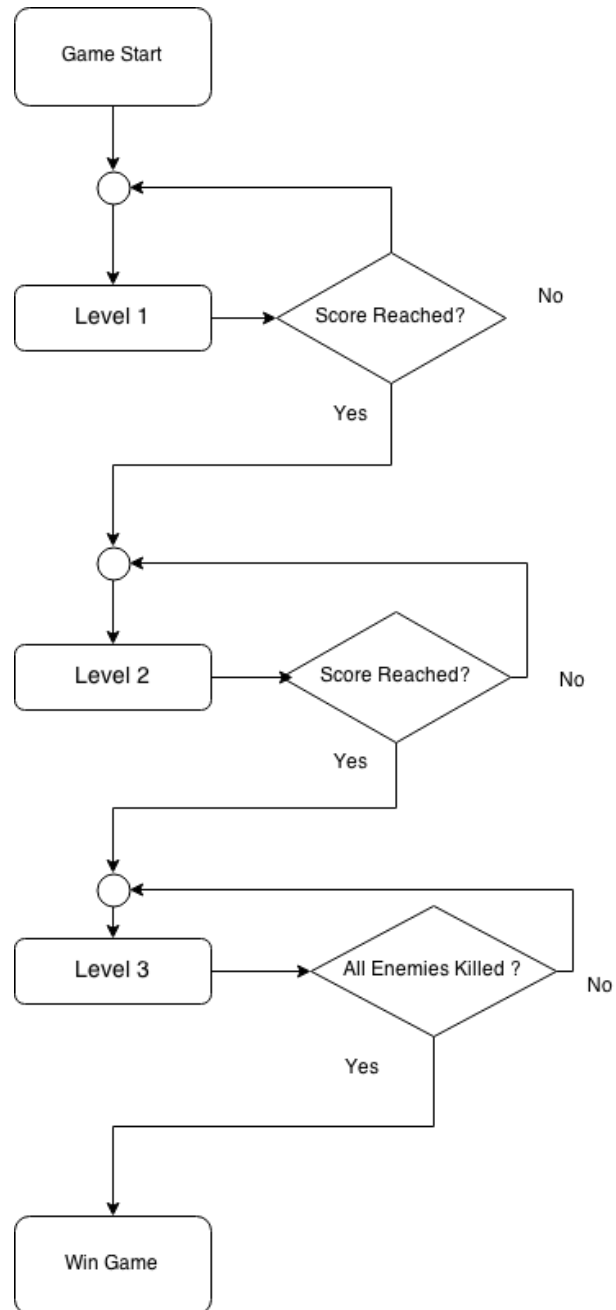 Game Start
No
Level 1
Score Reached?
Yes
Level 2
Score Reached?
No
Yes
Level 3
All Enemies Killed ?
No
Yes
Win Game